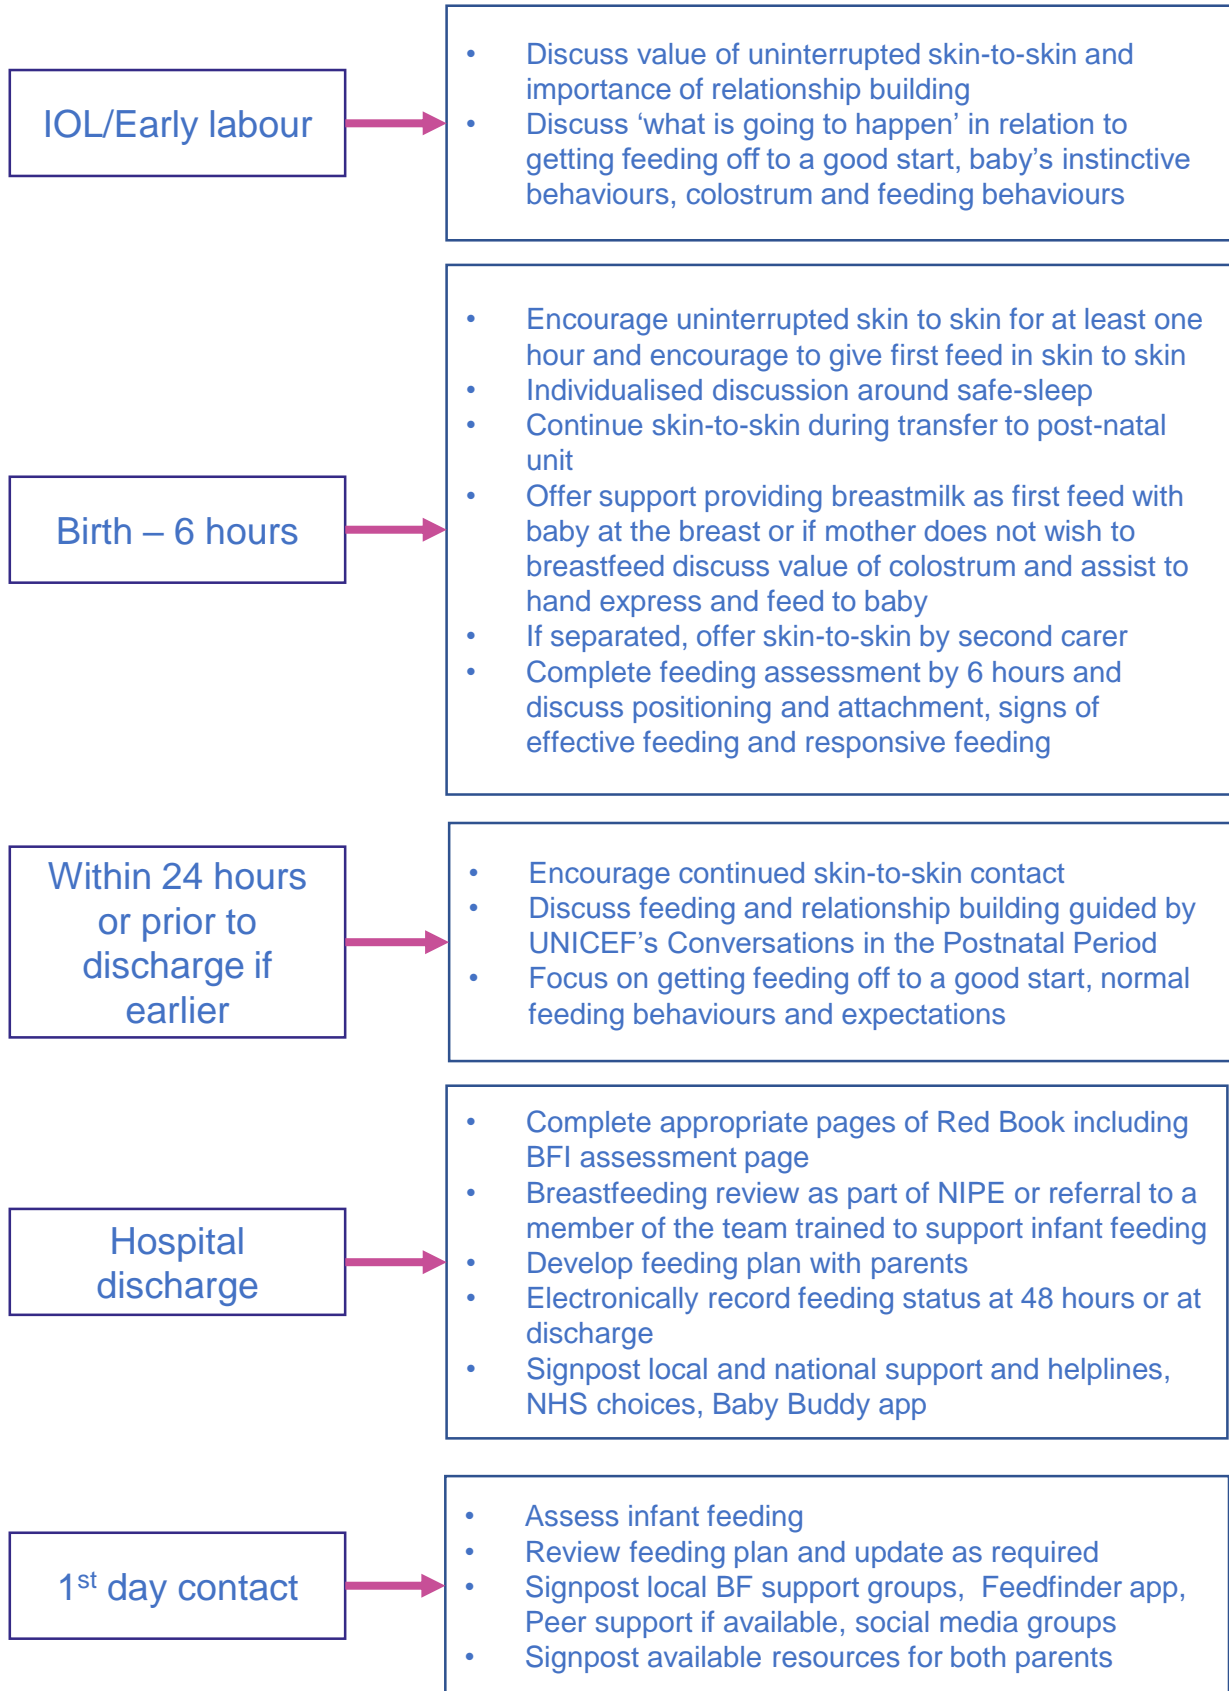 IOL/Early labour
• Discuss value of uninterrupted skin-to-skin and
importance of relationship building
• Discuss ‘what is going to happen’ in relation to
getting feeding off to a good start, baby’s instinctive
behaviours, colostrum and feeding behaviours
Birth – 6 hours
• Encourage uninterrupted skin to skin for at least one
hour and encourage to give first feed in skin to skin
• Individualised discussion around safe-sleep
• Continue skin-to-skin during transfer to post-natal
unit
• Offer support providing breastmilk as first feed with
baby at the breast or if mother does not wish to
breastfeed discuss value of colostrum and assist to
hand express and feed to baby
• If separated, offer skin-to-skin by second carer
• Complete feeding assessment by 6 hours and
discuss positioning and attachment, signs of
effective feeding and responsive feeding
Within 24 hours
or prior to
discharge if
earlier
• Encourage continued skin-to-skin contact
• Discuss feeding and relationship building guided by
UNICEF’s Conversations in the Postnatal Period
• Focus on getting feeding off to a good start, normal
feeding behaviours and expectations
Hospital
discharge
• Complete appropriate pages of Red Book including
BFI assessment page
• Breastfeeding review as part of NIPE or referral to a
member of the team trained to support infant feeding
• Develop feeding plan with parents
• Electronically record feeding status at 48 hours or at
discharge
• Signpost local and national support and helplines,
NHS choices, Baby Buddy app
1st day contact
• Assess infant feeding
• Review feeding plan and update as required
• Signpost local BF support groups, Feedfinder app,
Peer support if available, social media groups
• Signpost available resources for both parents